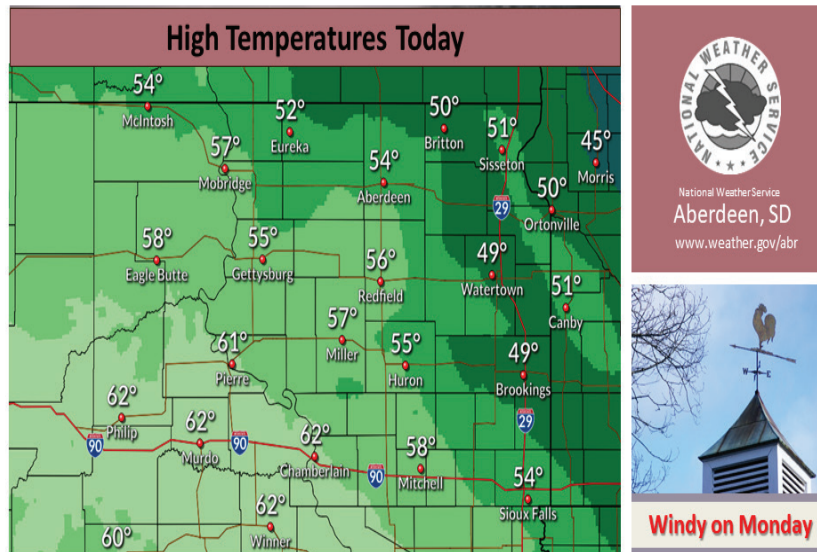 High Temperatures Today
54°
McIntosh
52°
Eureka
50°
Britton
51°
Sisseton
45°
Morris
57°
Mobridge
54°
Aberdeen
29
50°
Ortonville
58°
Eagle Butte
55°
Gettysburg
56°
Redfield
49°
Watertown
51°
Canby
61°
Pierre
57°
Miller
55°
Huron
49°
Brookings
62°
Philip
90
62°
Murdo
90
62°
Chamberlain
90
58°
Mitchell
29
54°
Sioux Falls
60°
62°
Winner
NATIONAL WEATHER SERVICE
National Weather Service
Aberdeen, SD
www.weather.gov/abr
W E
Windy on Monday